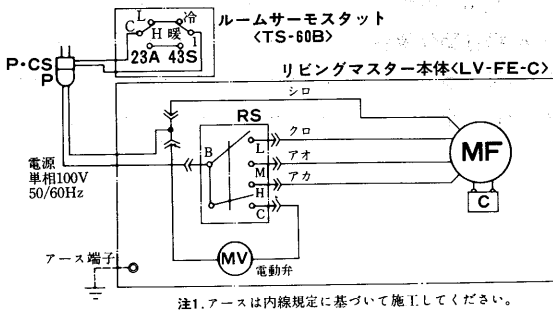 ルームサーモスタット
<TS-60B>
L 冷
C H 暖 1
23A 43S
P・CS
P
リビングマスター本体<LV-FE-C>
シロ
RS
クロ
B L
MF
アオ
M
アカ
H
C
C
電源
単相100V
50/60Hz
MV
電動弁
アース端子
注1.アースは内線規定に基づいて施工してください。